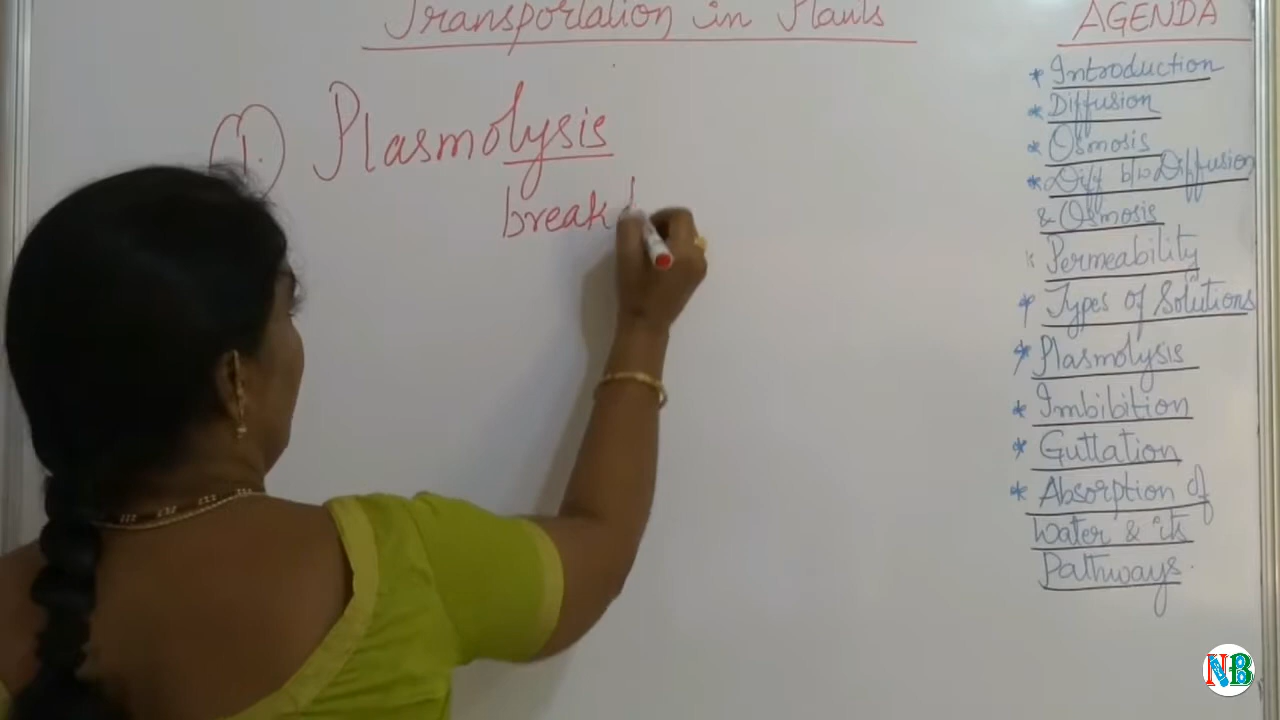 Transportation in Plants
1. Plasmolysis
break
AGENDA
* Introduction
* Diffusion
* Osmosis
* Diff b/w Diffusion
& Osmosis
* Permeability
* Types of Solutions
* Plasmolysis
* Imbibition
* Guttation
* Absorption of
Water & its
Pathways.
NB